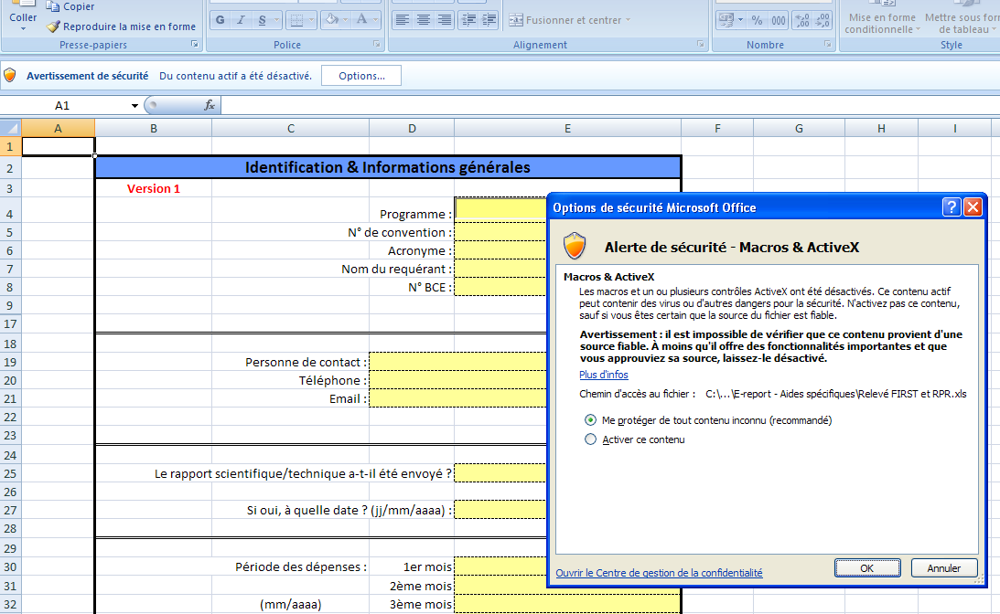 Coller
Copier
Reproduire la mise en forme
Presse-papiers
G I S
A
Police
Fusionner et centrer
Alignement
% 000
Nombre
Mise en forme conditionnelle
Mettre sous form
de tableau
Style
Avertissement de sécurité Du contenu actif a été désactivé. Options...
A1 fx
A B C D E F G H I
1
2 Identification & Informations générales
3 Version 1
4 Programme :
5 N° de convention :
6 Acronyme :
7 Nom du requérant :
8 N° BCE :
9
17
18
19 Personne de contact :
20 Téléphone :
21 Email :
22
23
24
25 Le rapport scientifique/technique a-t-il été envoyé ?
26
27 Si oui, à quelle date ? (jj/mm/aaaa) :
28
29
30 Période des dépenses : 1er mois
31 2ème mois
32 (mm/aaaa) 3ème mois
Options de sécurité Microsoft Office
?
Alerte de sécurité - Macros & ActiveX
Macros & ActiveX
Les macros et un ou plusieurs contrôles ActiveX ont été désactivés. Ce contenu actif
peut contenir des virus ou d'autres dangers pour la sécurité. N'activez pas ce contenu,
sauf si vous êtes certain que la source du fichier est fiable.
Avertissement : il est impossible de vérifier que ce contenu provient d'une
source fiable. À moins qu'il offre des fonctionnalités importantes et que
vous approuviez sa source, laissez-le désactivé.
Plus d'infos
Chemin d'accès au fichier : C:\...\E-report - Aides spécifiques\Relevé FIRST et RPR.xls
Me protéger de tout contenu inconnu (recommandé)
Activer ce contenu
Ouvrir le Centre de gestion de la confidentialité
OK
Annuler